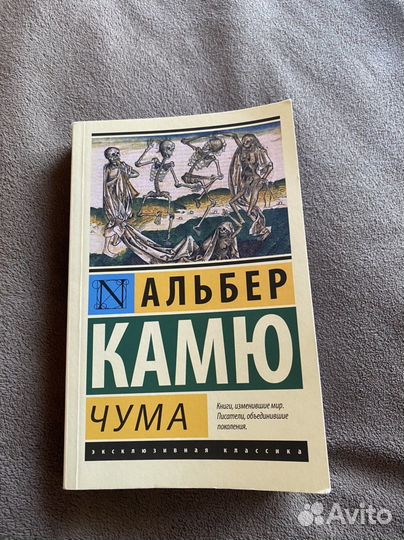 N АЛЬБЕР
КАМЮ
ЧУМА
Книги, изменившие мир.
Писатели, объединившие
поколения.
эксклюзивная классика
Avito